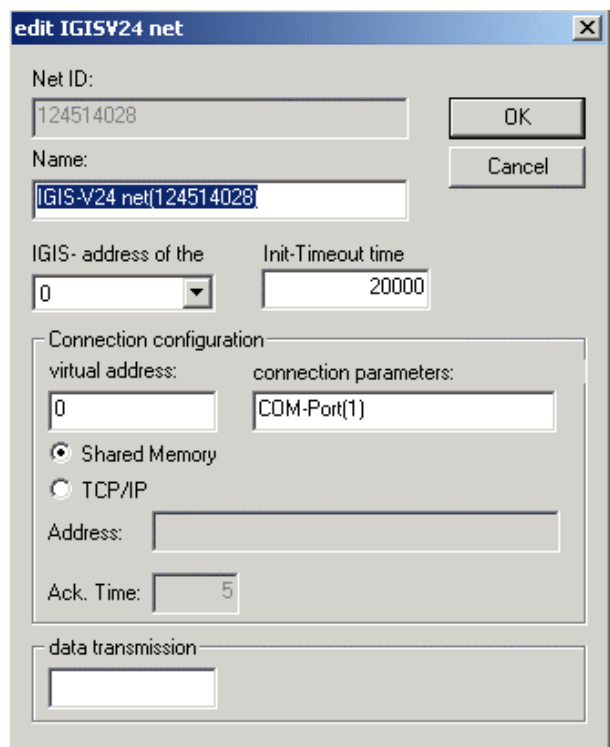 edit IGISV24 net
Net ID:
124514028
OK
Name:
Cancel
IGIS-V24 net(124514028)
IGIS- address of the
Init-Timeout time
0
20000
Connection configuration
virtual address:
connection parameters:
0
COM-Port(1)
Shared Memory
TCP/IP
Address:
Ack. Time:
5
data transmission